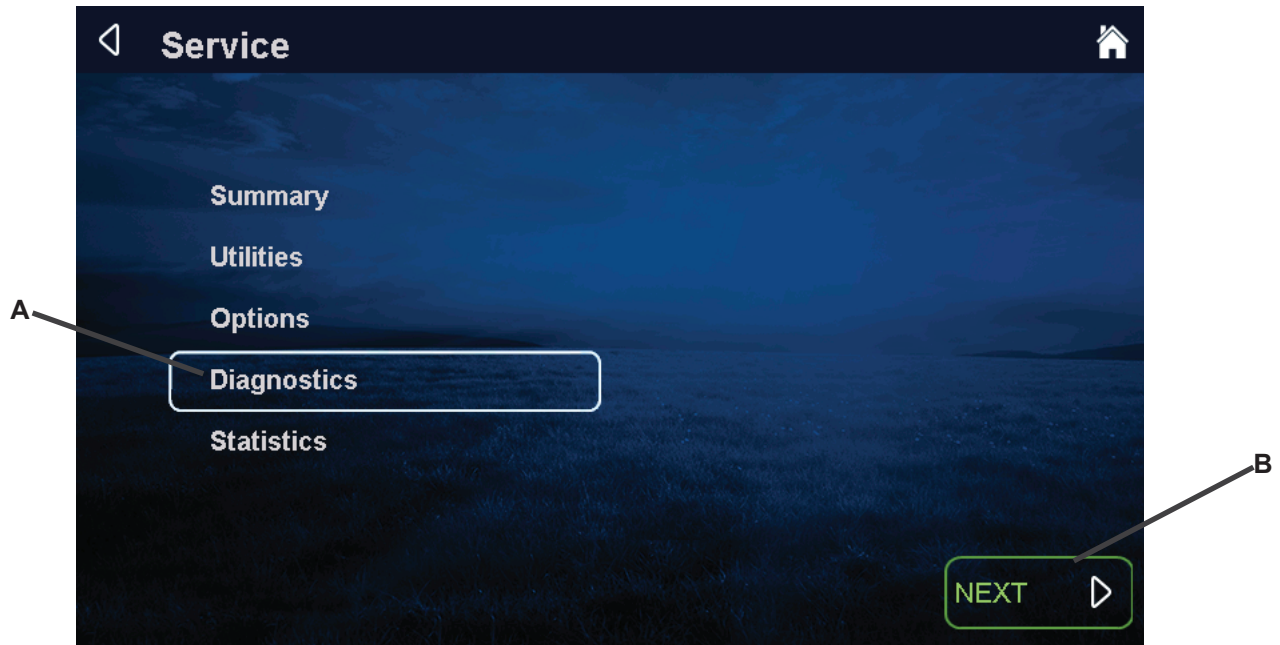 Service
Summary
Utilities
Options
A
Diagnostics
Statistics
B
NEXT